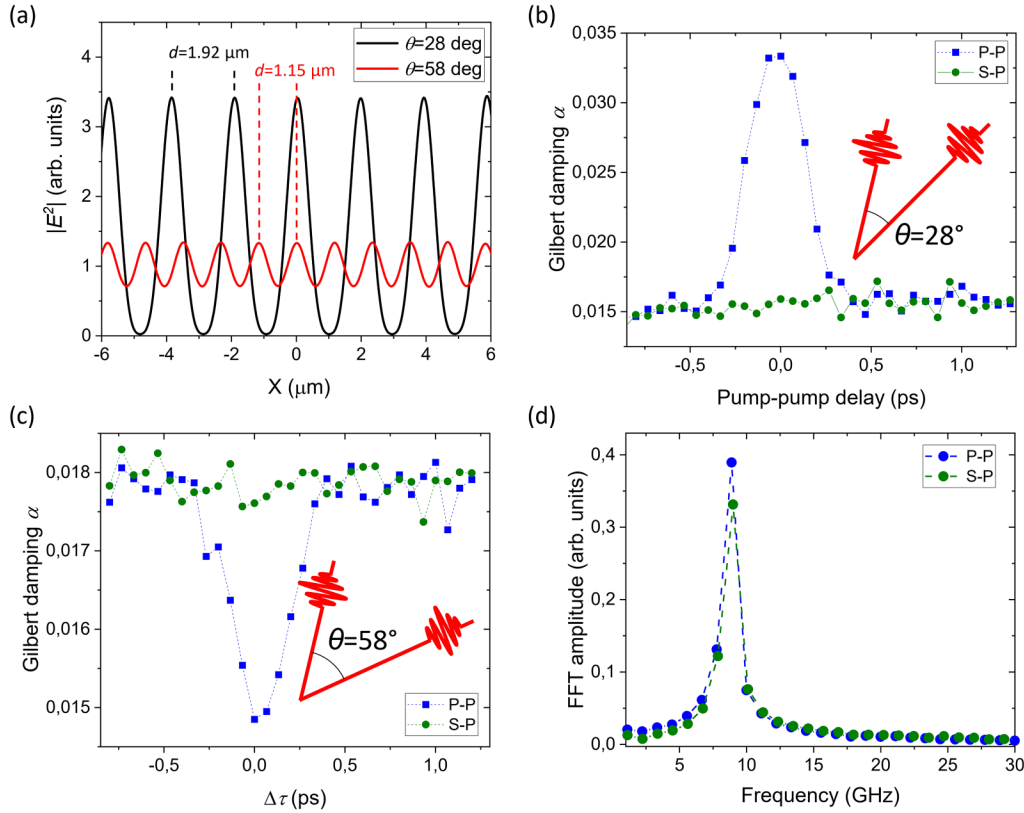 (a)
|E²| (arb. units)
4
3
2
1
0
-6
-4
-2
0
2
4
6
X (μm)
d=1.92 μm
d=1.15 μm
θ=28 deg
θ=58 deg
(b)
Gilbert damping α
0,035
0,030
0,025
0,020
0,015
-0,5
0,0
0,5
1,0
Pump-pump delay (ps)
P-P
S-P
θ=28°
(c)
Gilbert damping α
0,018
0,017
0,016
0,015
-0,5
0,0
0,5
1,0
Δτ (ps)
θ=58°
P-P
S-P
(d)
FFT amplitude (arb. units)
0,4
0,3
0,2
0,1
0,0
5
10
15
20
25
30
Frequency (GHz)
P-P
S-P